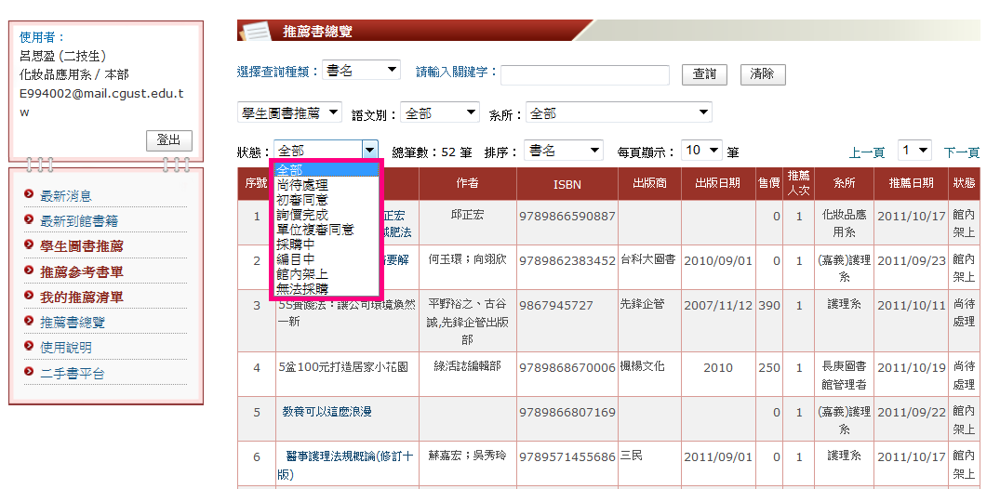 使用者：
呂思盈 (二技生)
化妝品應用系 / 本部
E994002@mail.cgust.edu.t
w
登出
最新消息
最新到館書籍
學生圖書推薦
推薦參考書單
我的推薦清單
推薦書總覽
使用說明
二手書平台
推薦書總覽
選擇查詢種類： 書名 請輸入關鍵字： 查詢 清除
學生圖書推薦 語文別： 全部 系所： 全部
狀態： 全部 總筆數：52 筆 排序： 書名 每頁顯示： 10 筆 上一頁 1 下一頁
全部
尚待處理
初審同意
詢價完成
單位複審同意
採購中
編目中
館內架上
無法採購
序號 作者 ISBN 出版商 出版日期 售價 推薦人次 系所 推薦日期 狀態
1 邱正宏 9789866590887 0 1 化妝品應用系 2011/10/17 館內架上
正宏
減肥法
2 要解 何玉環；向翊欣 9789862383452 台科大圖書 2010/09/01 0 1 (嘉義)護理系 2011/09/23 館內架上
3 5S實踐法：讓公司環境煥然一新 平野裕之、古谷誠,先鋒企管出版部 9867945727 先鋒企管 2007/11/12 390 1 護理系 2011/10/11 尚待處理
4 5盆100元打造居家小花園 綠活誌編輯部 9789868670006 楓楊文化 2010 250 1 長庚圖書館管理者 2011/10/19 尚待處理
5 教養可以這麼浪漫 9789866807169 0 1 (嘉義)護理系 2011/09/22 館內架上
6 醫事護理法規概論(修訂十版) 蘇嘉宏；吳秀玲 9789571455686 三民 2011/09/01 0 1 護理系 2011/10/17 館內架上